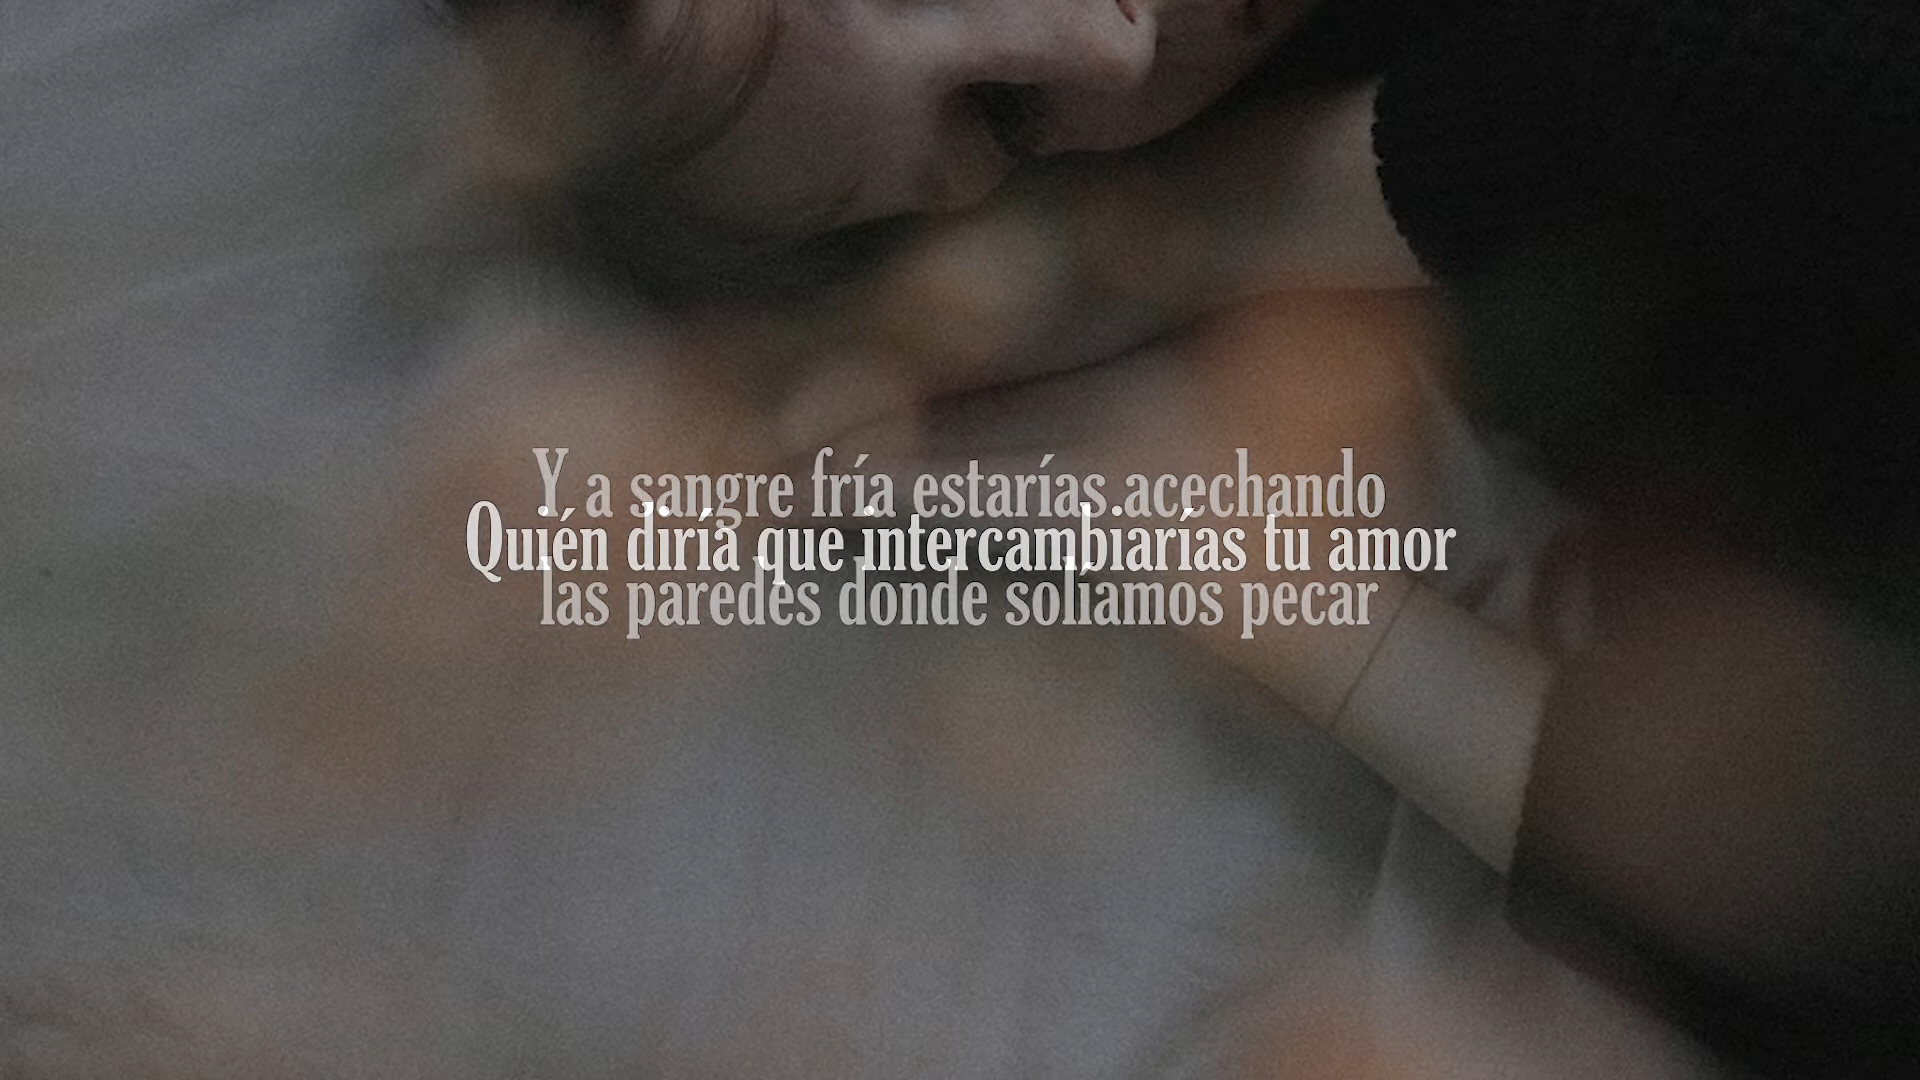 Y a sangre fría estarías acechando
Quién diría que intercambiarías tu amor
las paredes donde solíamos pecar